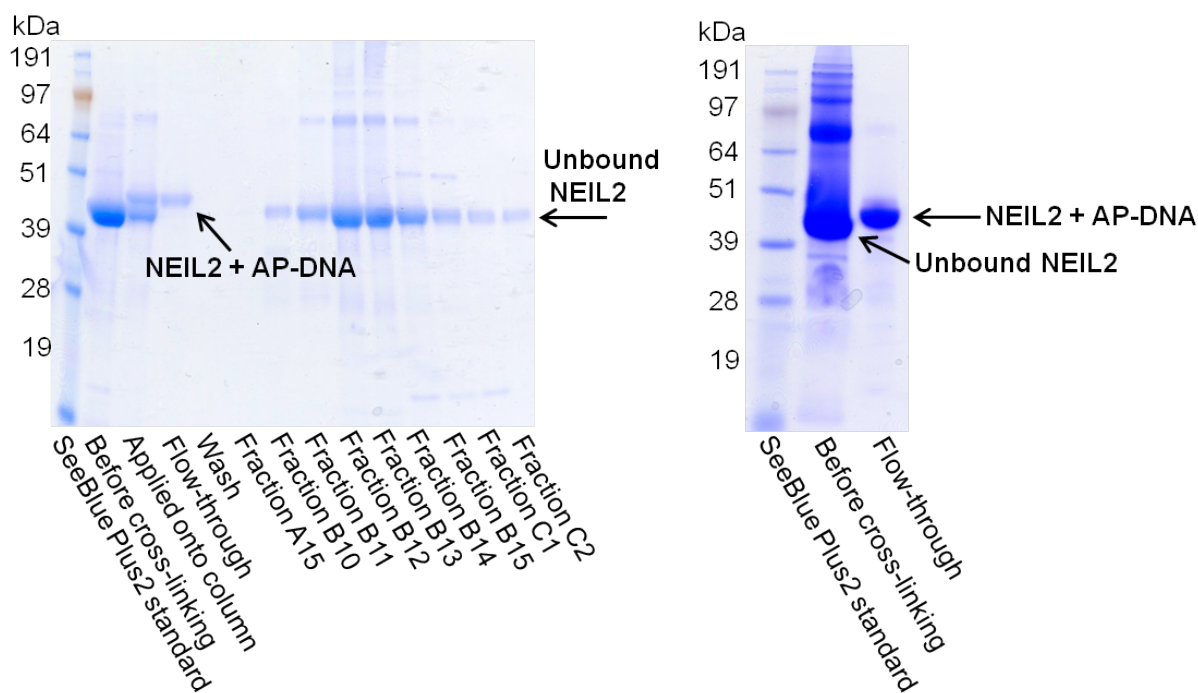 kDa
191
97
64
51
39
28
19
NEIL2 + AP-DNA
Unbound
NEIL2
SeeBlue Plus2 standard
Before cross-linking
Applied onto column
Flow-through
Wash
Fraction A15
Fraction B10
Fraction B11
Fraction B12
Fraction B13
Fraction B14
Fraction B15
Fraction C1
Fraction C2
kDa
191
97
64
51
39
28
19
NEIL2 + AP-DNA
Unbound NEIL2
SeeBlue Plus2 standard
Before cross-linking
Flow-through